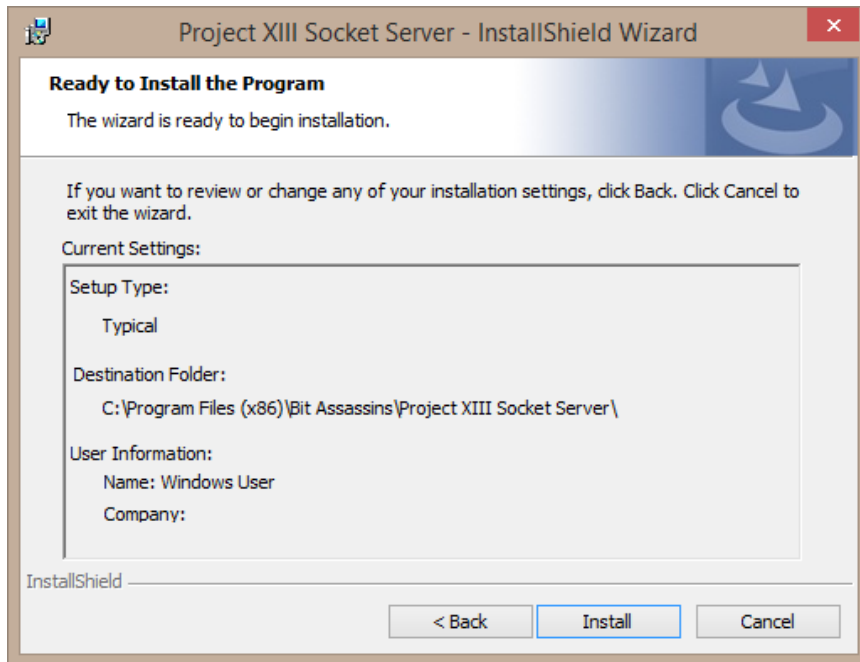 Project XIII Socket Server - InstallShield Wizard
Ready to Install the Program
The wizard is ready to begin installation.
If you want to review or change any of your installation settings, click Back. Click Cancel to
exit the wizard.
Current Settings:
Setup Type:
Typical
Destination Folder:
C:\Program Files (x86)\Bit Assassins\Project XIII Socket Server\
User Information:
Name: Windows User
Company:
InstallShield
< Back
Install
Cancel